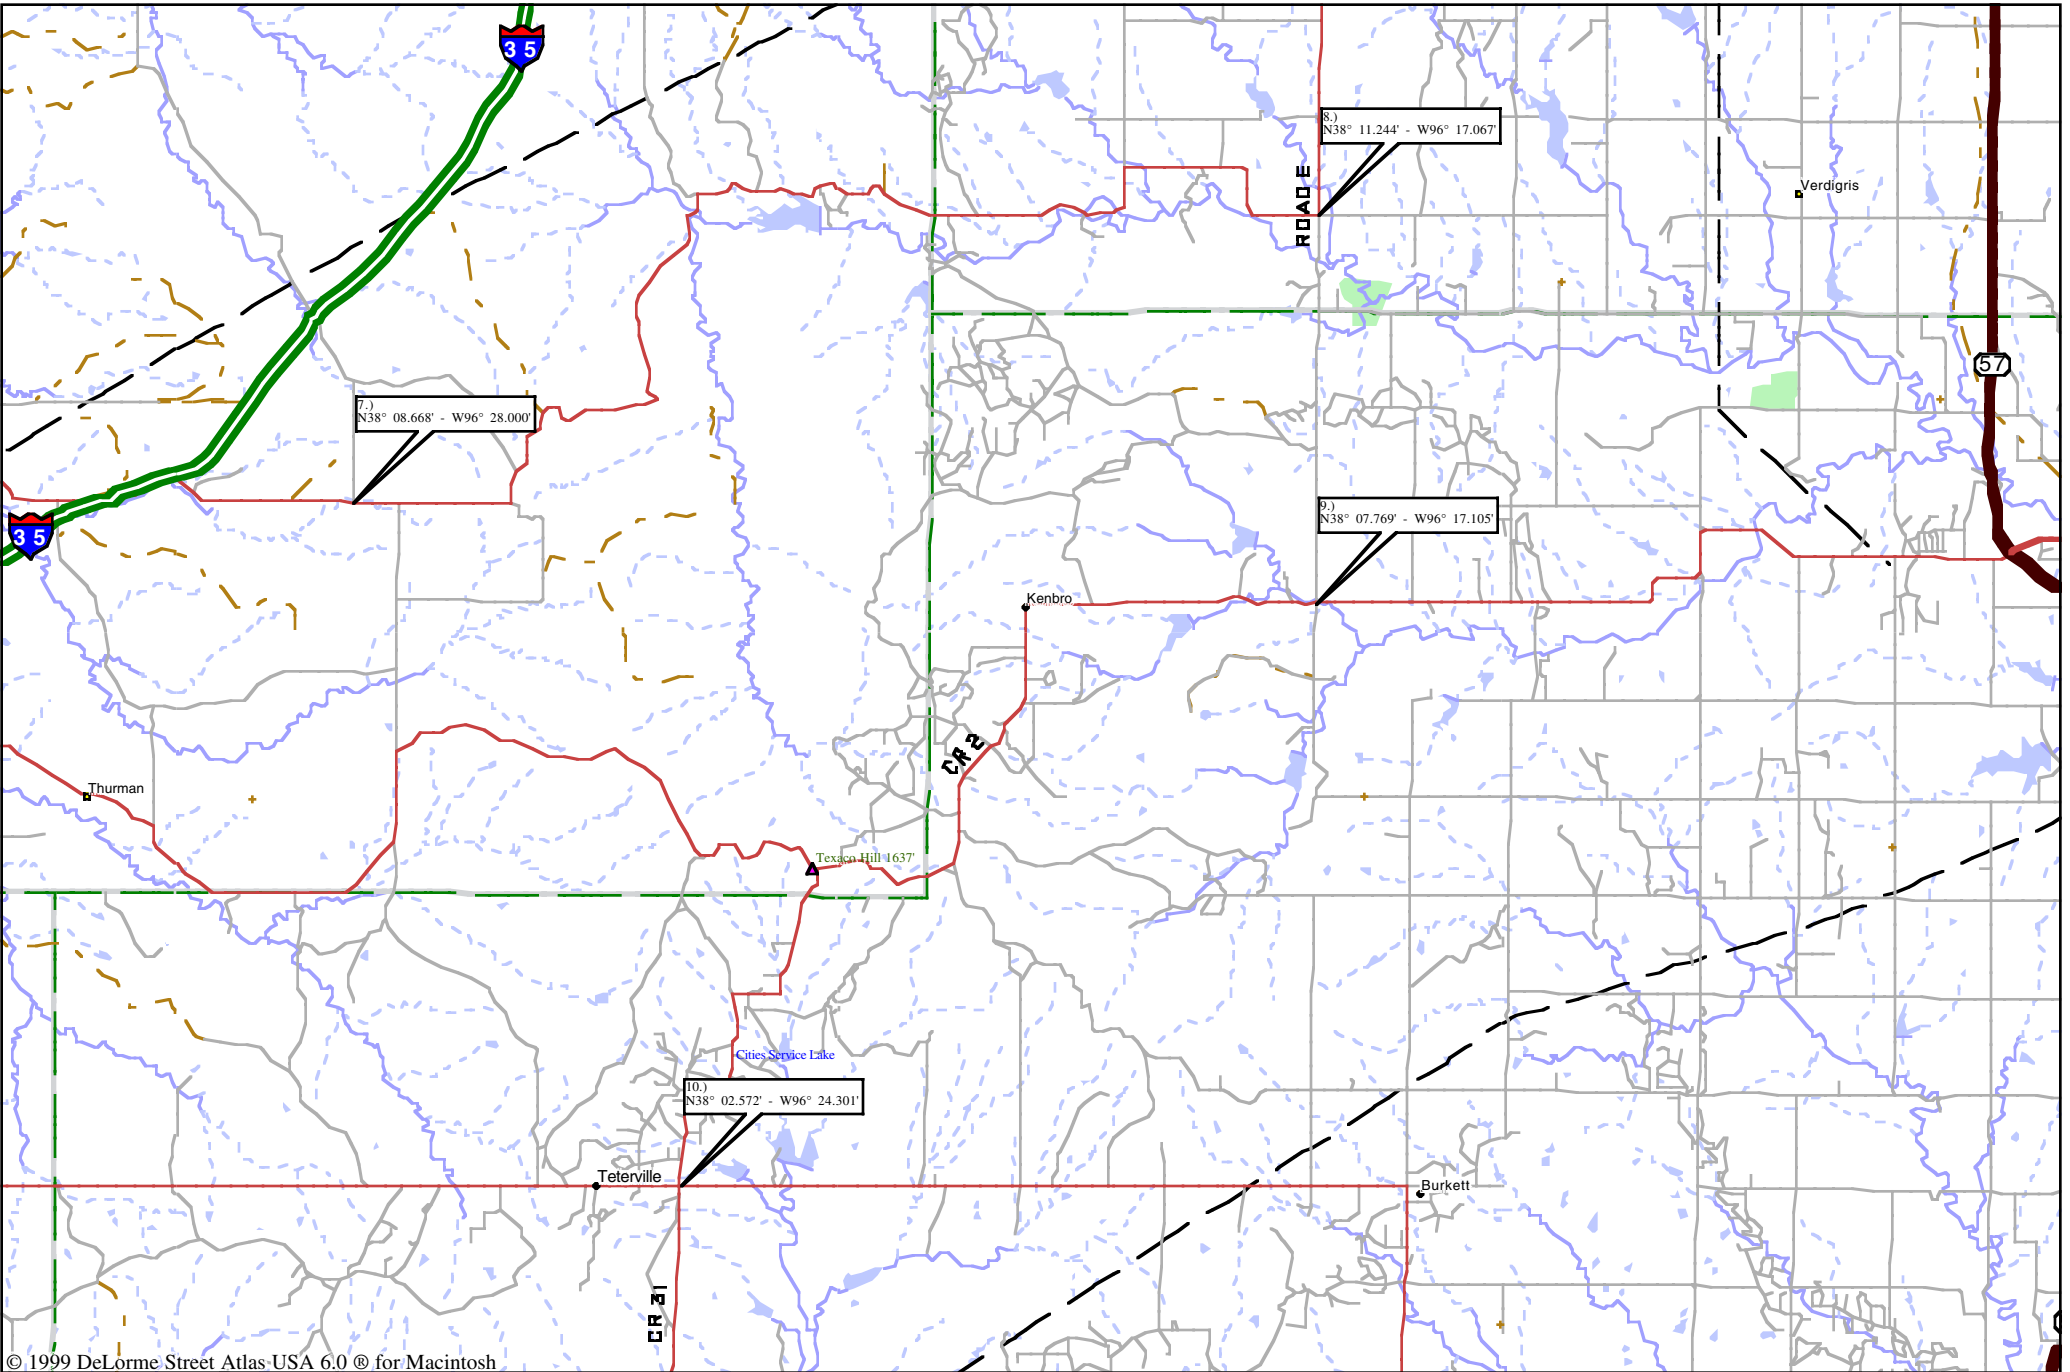 35
8.)
N38° 11.244' - W96° 17.067'
ROAD E
Verdigris
57
7.)
N38° 08.668' - W96° 28.000'
9.)
N38° 07.769' - W96° 17.105'
35
Kenbro
CR 2
Thurman
Texaco Hill 1637'
Cities Service Lake
10.)
N38° 02.572' - W96° 24.301'
Teterville
Burkett
CR 31
© 1999 DeLorme Street Atlas USA 6.0 ® for Macintosh